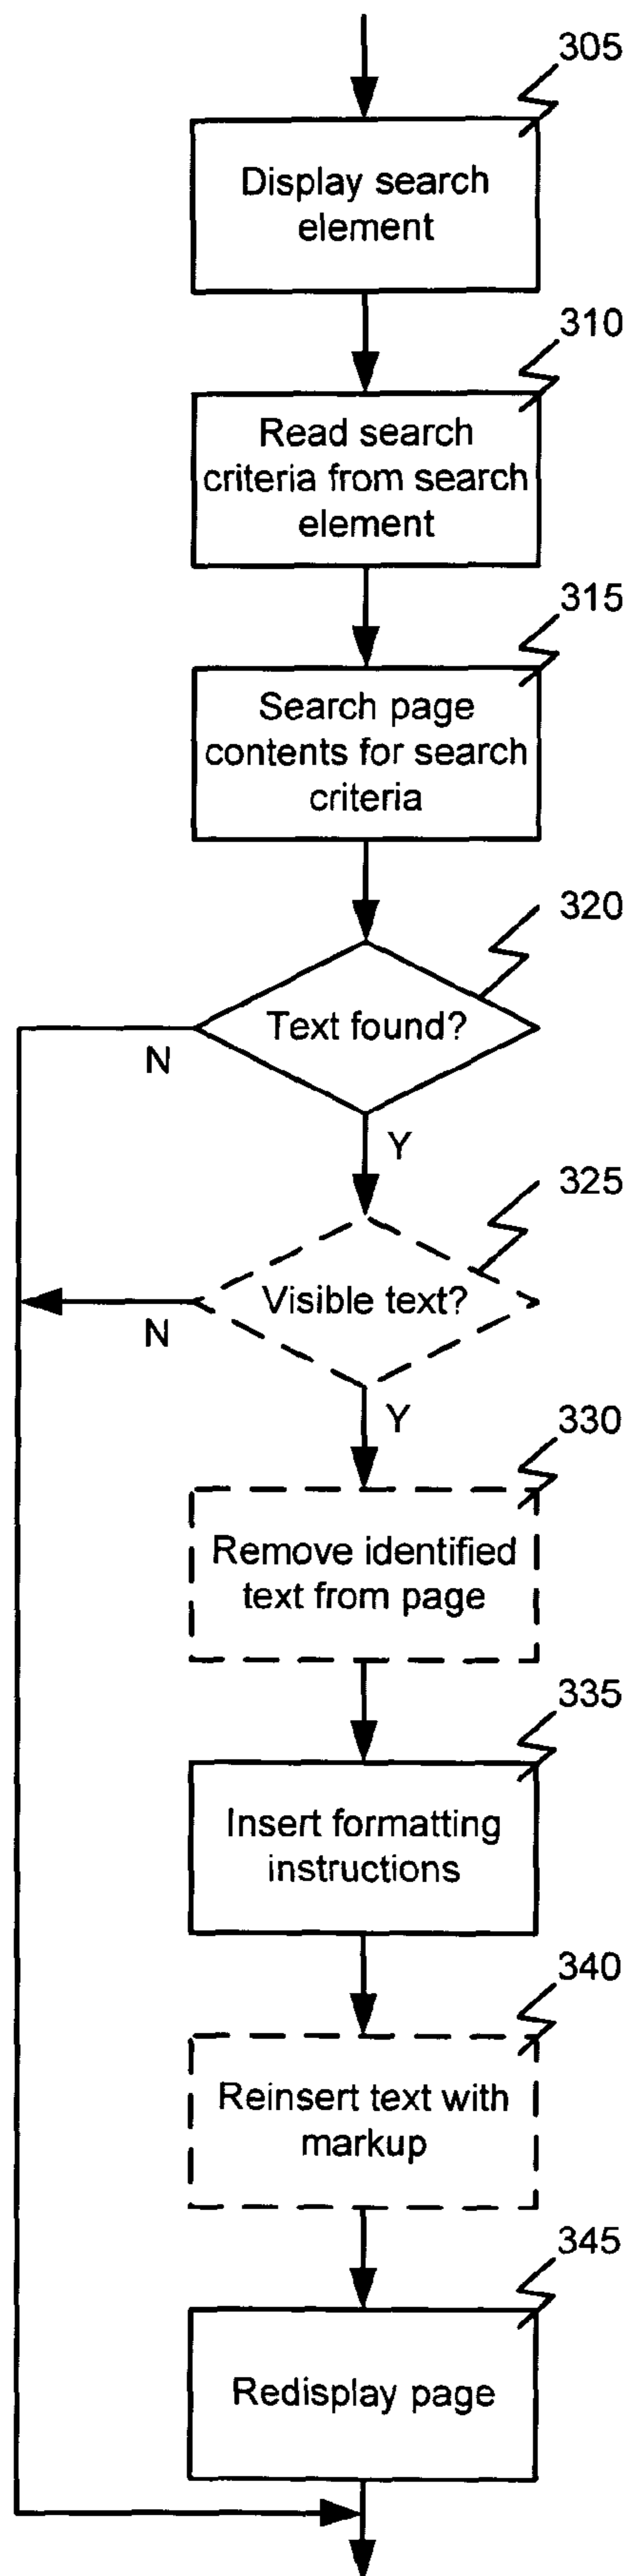 305
Display search
element
310
Read search
criteria from search
element
315
Search page
contents for search
criteria
320
Text found?
N
Y
325
Visible text?
N
Y
330
Remove identified
text from page
335
Insert formatting
instructions
340
Reinsert text with
markup
345
Redisplay page